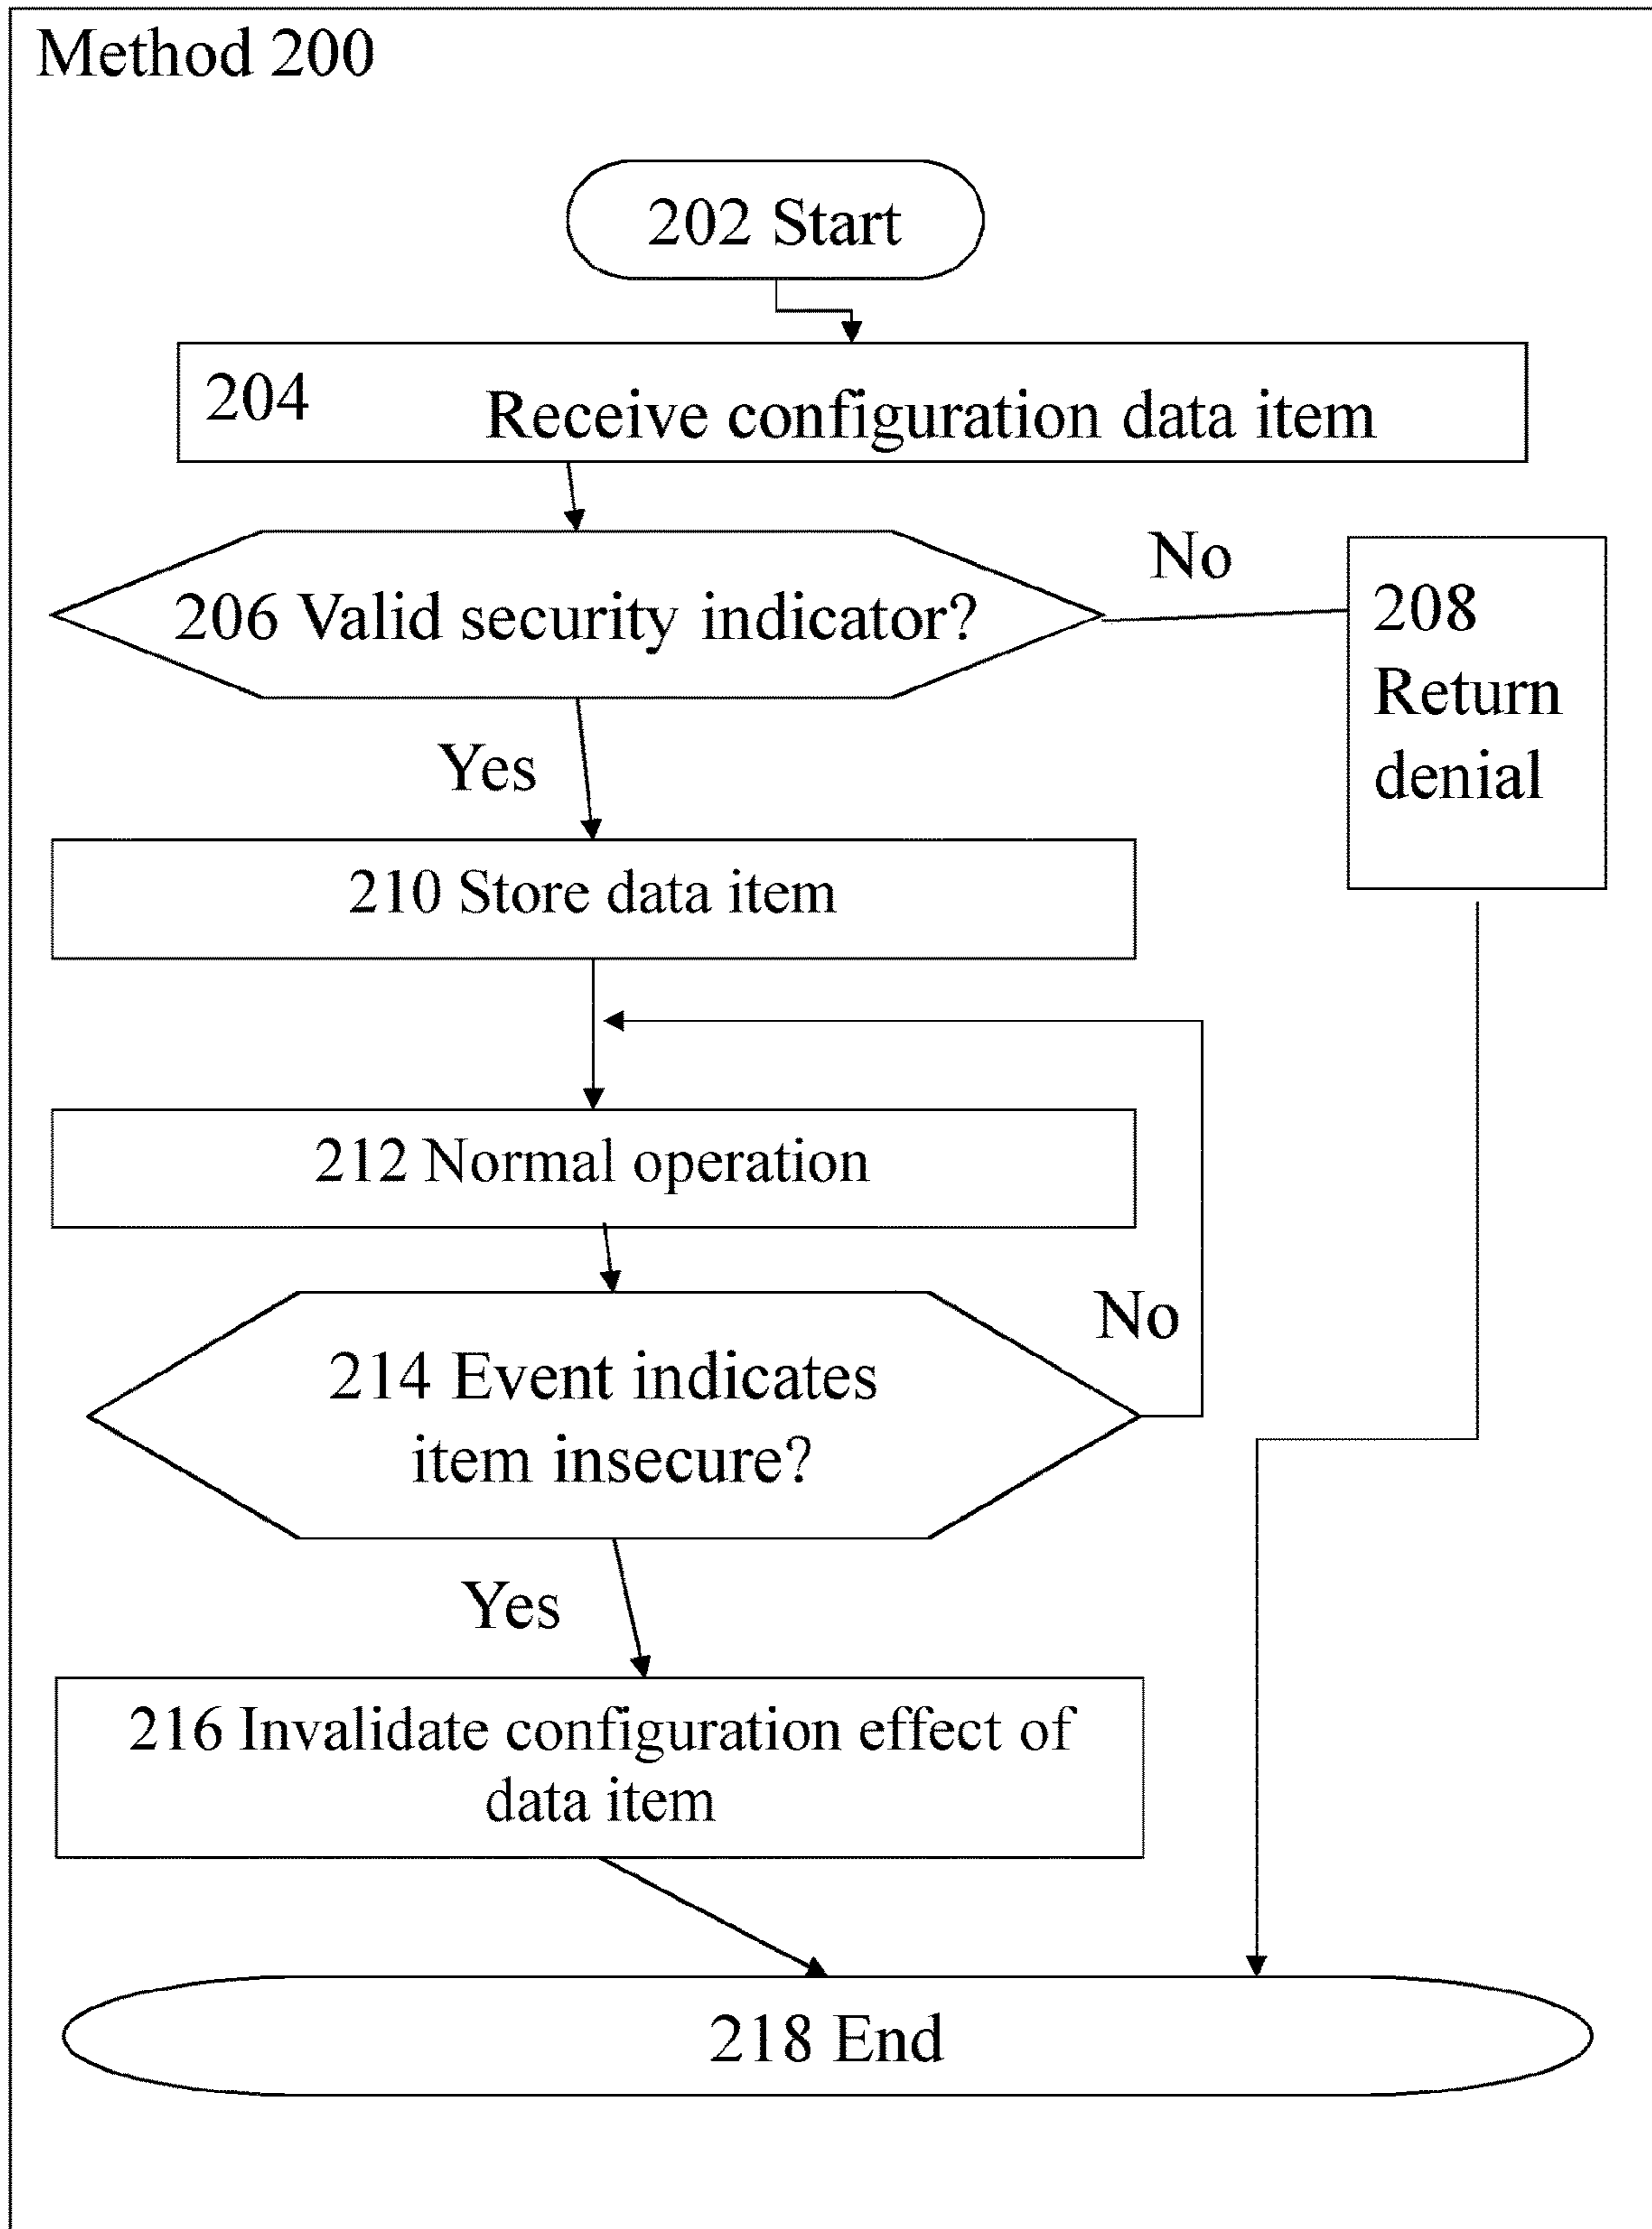 Method 200
202 Start
204
Receive configuration data item
206 Valid security indicator?
No
208
Return
denial
Yes
210 Store data item
212 Normal operation
214 Event indicates
item insecure?
No
Yes
216 Invalidate configuration effect of
data item
218 End